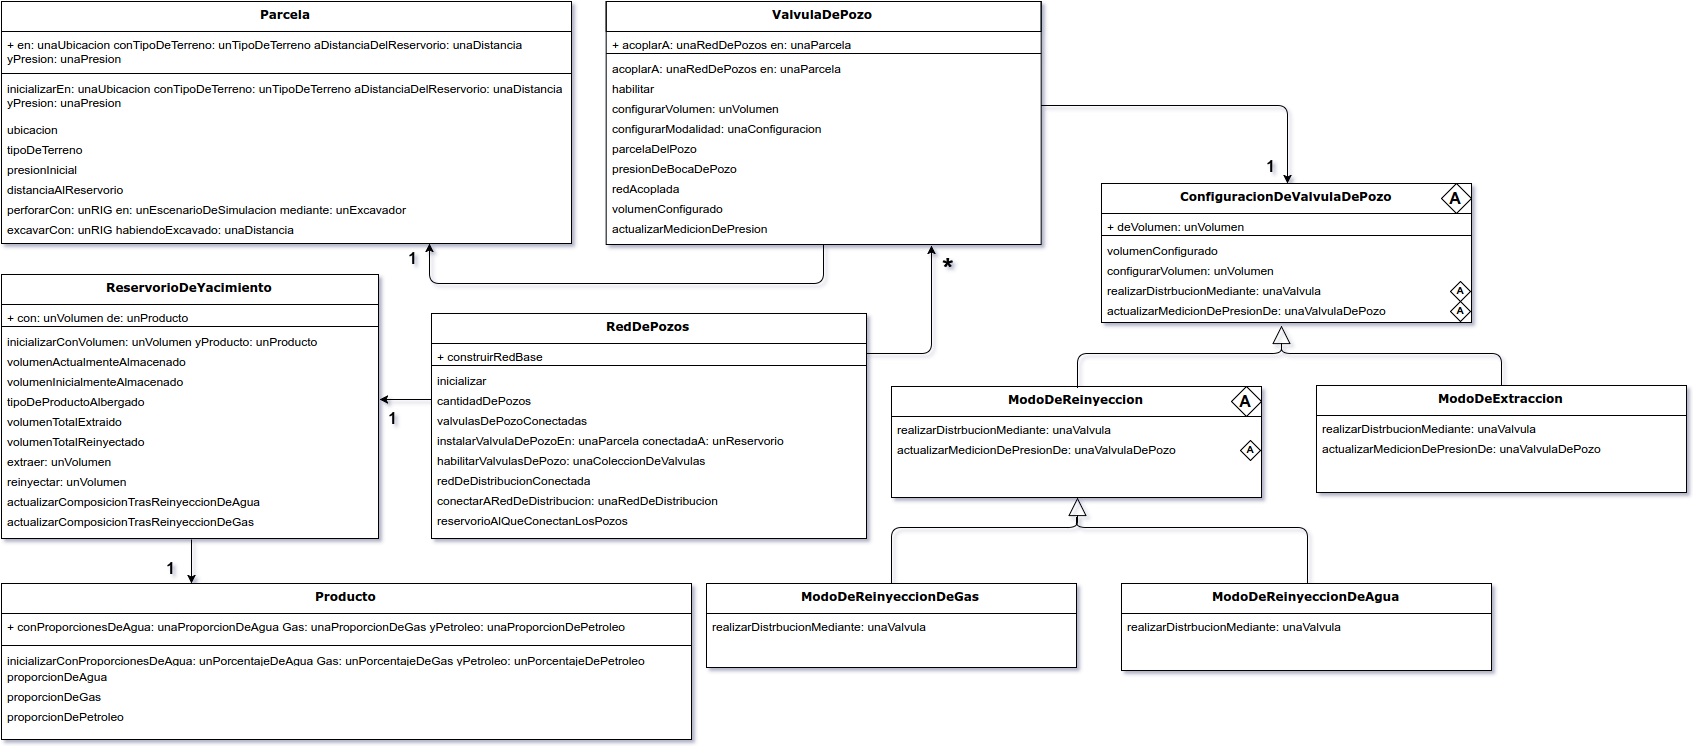 Parcela
+ en: unaUbicacion conTipoDeTerreno: unTipoDeTerreno aDistanciaDelReservorio: unaDistancia
yPresion: unaPresion
inicializarEn: unaUbicacion conTipoDeTerreno: unTipoDeTerreno aDistanciaDelReservorio: unaDistancia
yPresion: unaPresion
ubicacion
tipoDeTerreno
presionInicial
distanciaAlReservorio
perforarCon: unRIG en: unEscenarioDeSimulacion mediante: unExcavador
excavarCon: unRIG habiendoExcavado: unaDistancia
1
ValvulaDePozo
+ acoplarA: unaRedDePozos en: unaParcela
acoplarA: unaRedDePozos en: unaParcela
habilitar
configurarVolumen: unVolumen
configurarModalidad: unaConfiguracion
parcelaDelPozo
presionDeBocaDePozo
redAcoplada
volumenConfigurado
actualizarMedicionDePresion
*
1
ConfiguracionDeValvulaDePozo
A
+ deVolumen: unVolumen
volumenConfigurado
configurarVolumen: unVolumen
realizarDistrbucionMediante: unaValvula
A
actualizarMedicionDePresionDe: unaValvulaDePozo
A
ReservorioDeYacimiento
+ con: unVolumen de: unProducto
inicializarConVolumen: unVolumen yProducto: unProducto
volumenActualmenteAlmacenado
volumenInicialmenteAlmacenado
tipoDeProductoAlbergado
volumenTotalExtraido
volumenTotalReinyectado
extraer: unVolumen
reinyectar: unVolumen
actualizarComposicionTrasReinyeccionDeAgua
actualizarComposicionTrasReinyeccionDeGas
1
RedDePozos
+ construirRedBase
inicializar
cantidadDePozos
valvulasDePozoConectadas
instalarValvulaDePozoEn: unaParcela conectadaA: unReservorio
habilitarValvulasDePozo: unaColeccionDeValvulas
redDeDistribucionConectada
conectarARedDeDistribucion: unaRedDeDistribucion
reservorioAlQueConectanLosPozos
1
ModoDeReinyeccion
A
realizarDistrbucionMediante: unaValvula
actualizarMedicionDePresionDe: unaValvulaDePozo
A
ModoDeExtraccion
realizarDistrbucionMediante: unaValvula
actualizarMedicionDePresionDe: unaValvulaDePozo
Producto
+ conProporcionesDeAgua: unaProporcionDeAgua Gas: unaProporcionDeGas yPetroleo: unaProporcionDePetroleo
inicializarConProporcionesDeAgua: unPorcentajeDeAgua Gas: unPorcentajeDeGas yPetroleo: unPorcentajeDePetroleo
proporcionDeAgua
proporcionDeGas
proporcionDePetroleo
ModoDeReinyeccionDeGas
realizarDistrbucionMediante: unaValvula
ModoDeReinyeccionDeAgua
realizarDistrbucionMediante: unaValvula